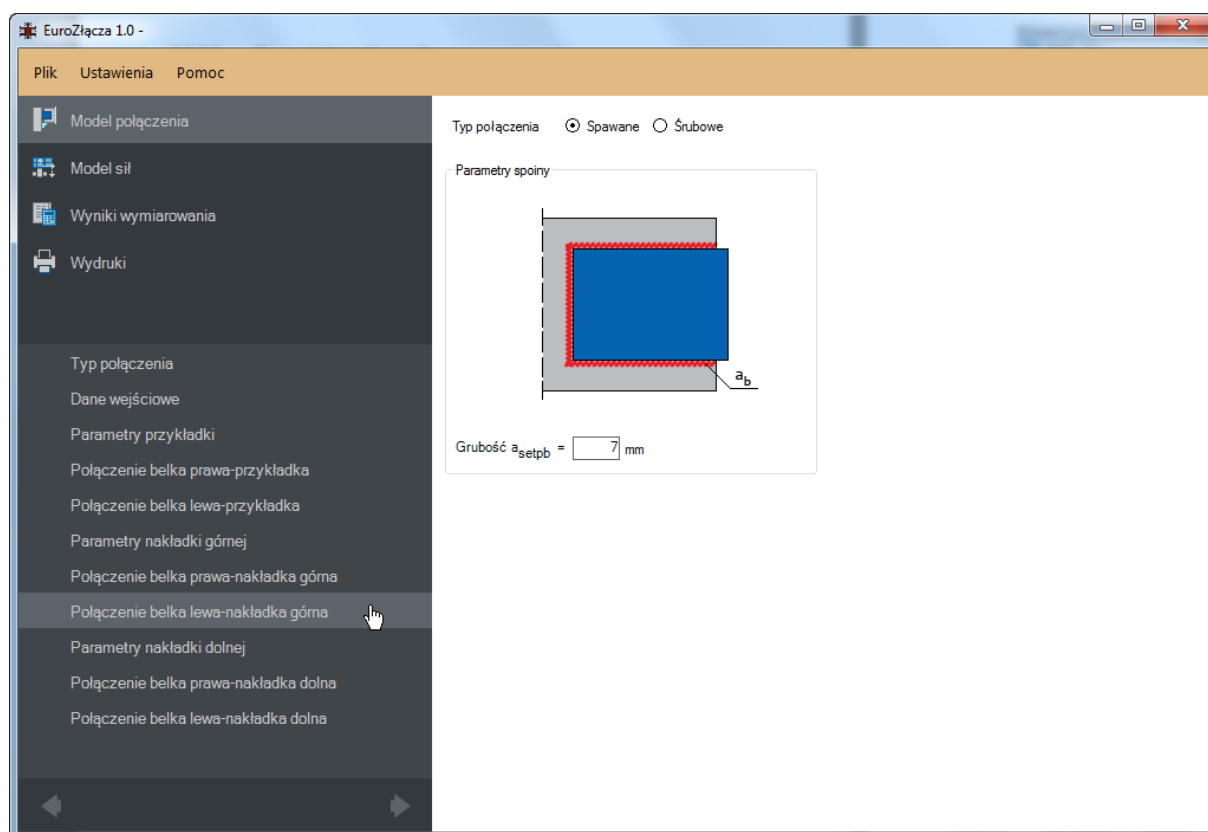 EuroZłącza 1.0 -
Plik Ustawienia Pomoc
Model połączenia
Model sił
Wyniki wymiarowania
Wydruki
Typ połączenia
Dane wejściowe
Parametry przykładki
Połączenie belka prawa-przykładka
Połączenie belka lewa-przykładka
Parametry nakładki górnej
Połączenie belka prawa-nakładka górna
Połączenie belka lewa-nakładka górna
Parametry nakładki dolnej
Połączenie belka prawa-nakładka dolna
Połączenie belka lewa-nakładka dolna
Typ połączenia Spawane Śrubowe
Parametry spoiny
ab
Grubość asetpb = 7 mm